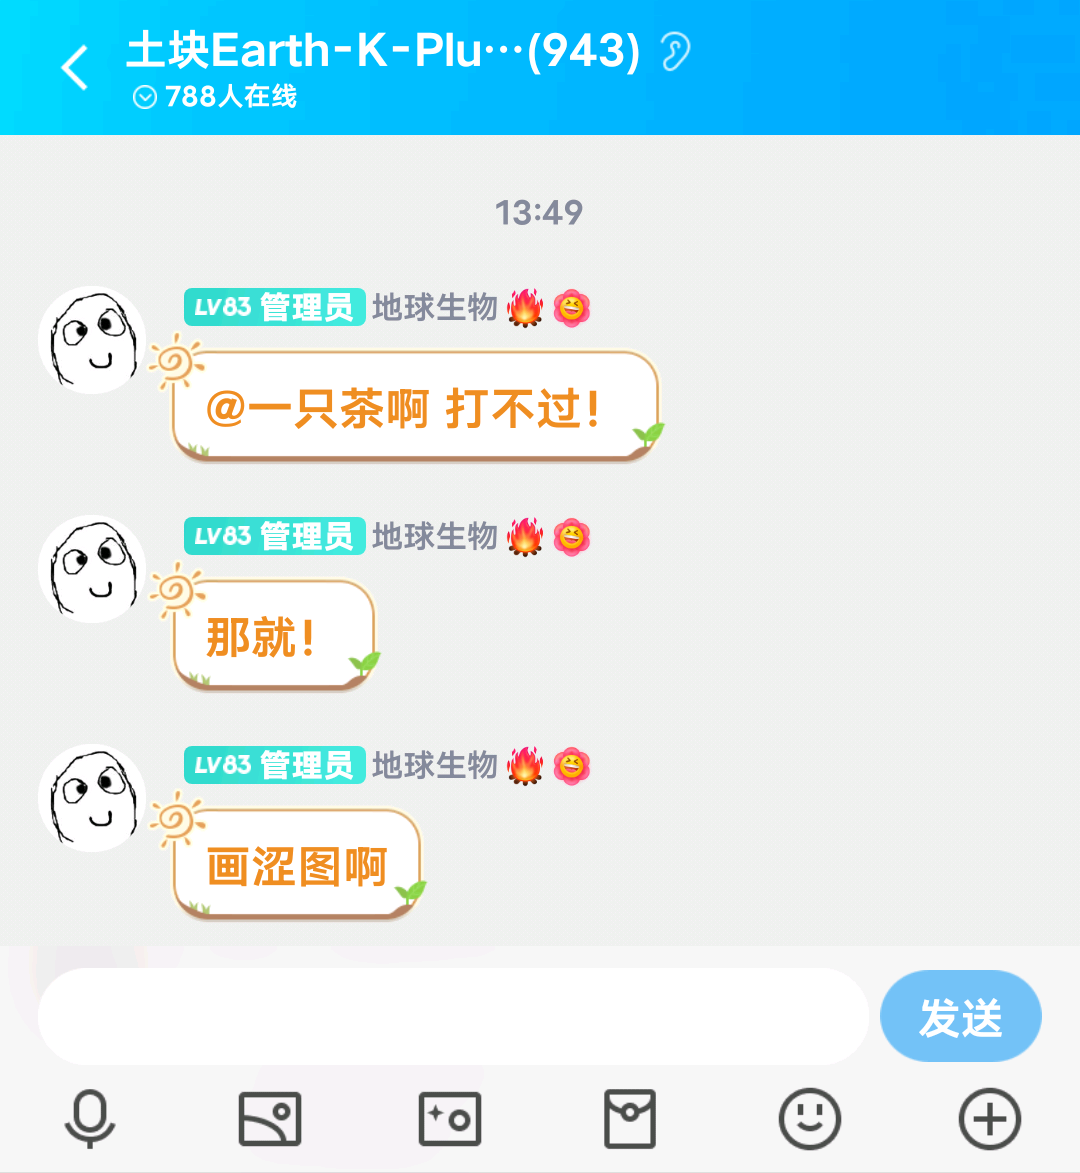 土块Earth-K-Plu…(943)
788人在线
13:49
LV83 管理员 地球生物
@一只茶啊 打不过！
LV83 管理员 地球生物
那就！
LV83 管理员 地球生物
画涩图啊
发送